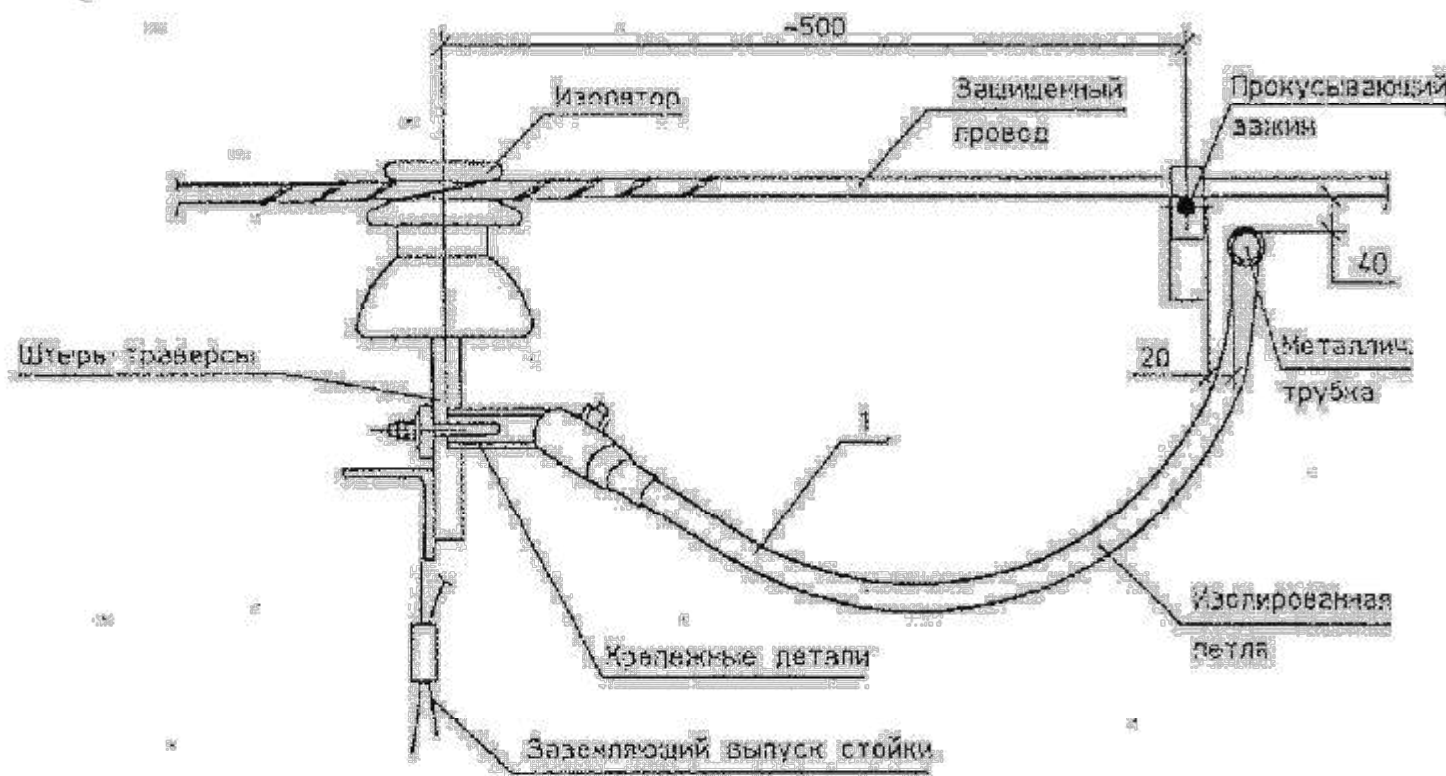 ~500
Изолятор
Защищенный
провод
Прокусывающий
зажим
40
Штырь траверсы
20
Металлич.
трубка
1
Изолированная
петля
Крепежные детали
Заземляющий выпуск стойки